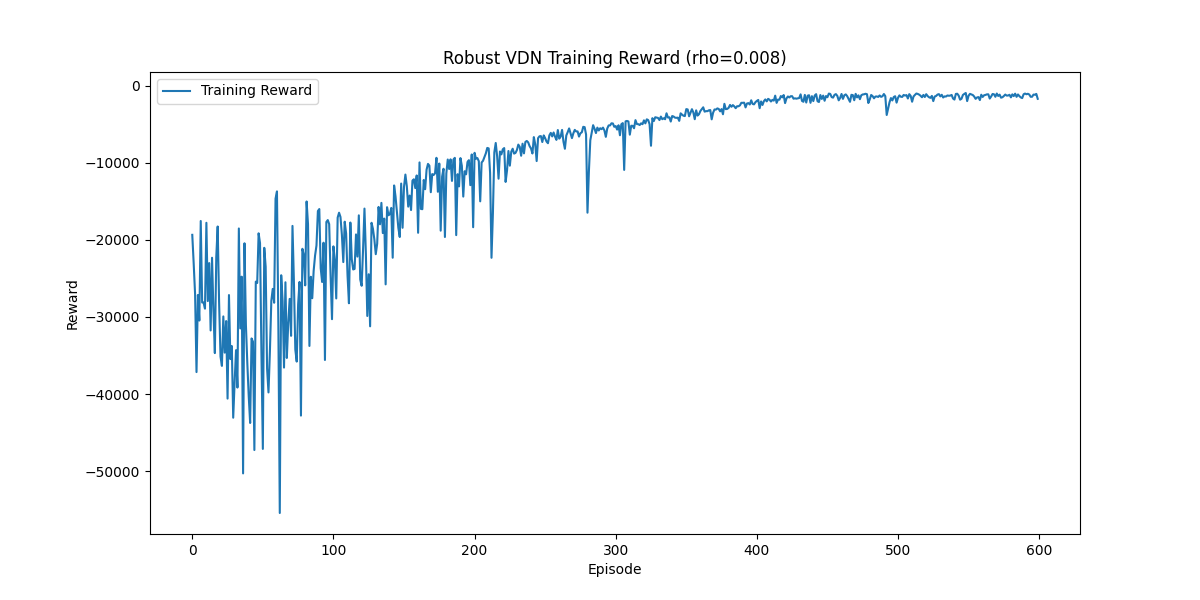 Robust VDN Training Reward (rho=0.008)
Training Reward
0
−10000
−20000
−30000
−40000
−50000
Reward
0 100 200 300 400 500 600
Episode